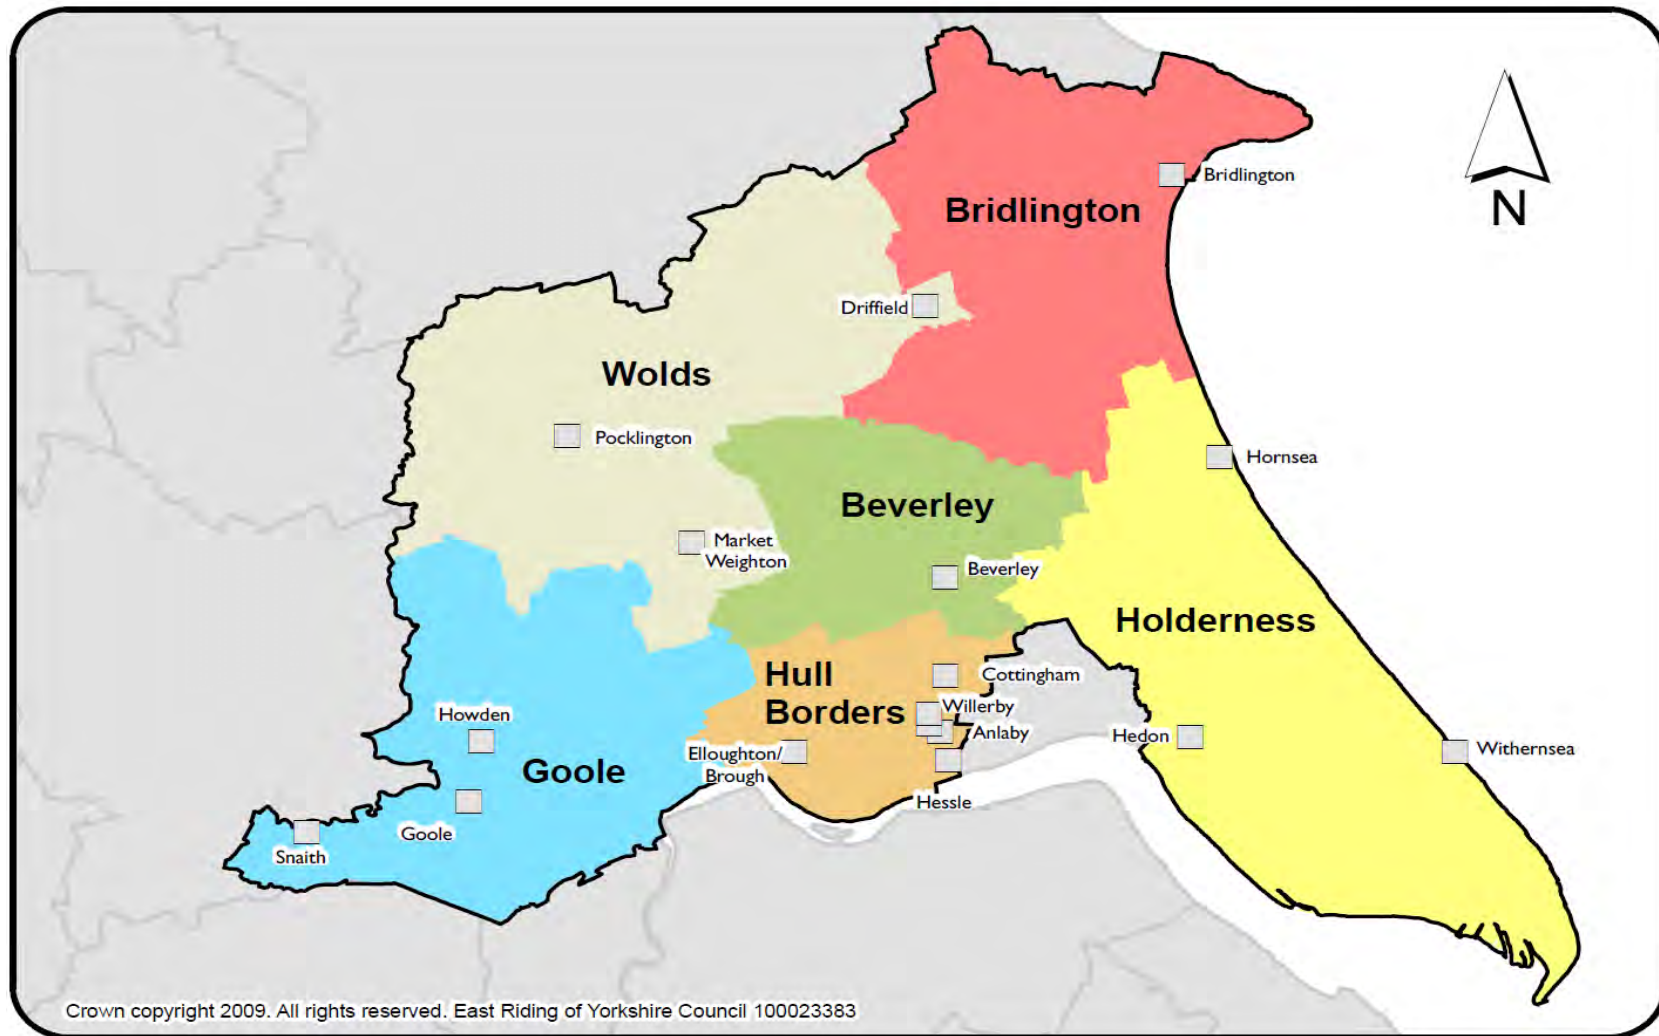 Bridlington
Bridlington
N
Driffield
Wolds
Pocklington
Hornsea
Beverley
Market
Weighton
Beverley
Holderness
Hull
Borders
Cottingham
Willerby
Howden
Anlaby
Hedon
Withernsea
Elloughton/
Brough
Goole
Hessle
Goole
Snaith
Crown copyright 2009. All rights reserved. East Riding of Yorkshire Council 100023383